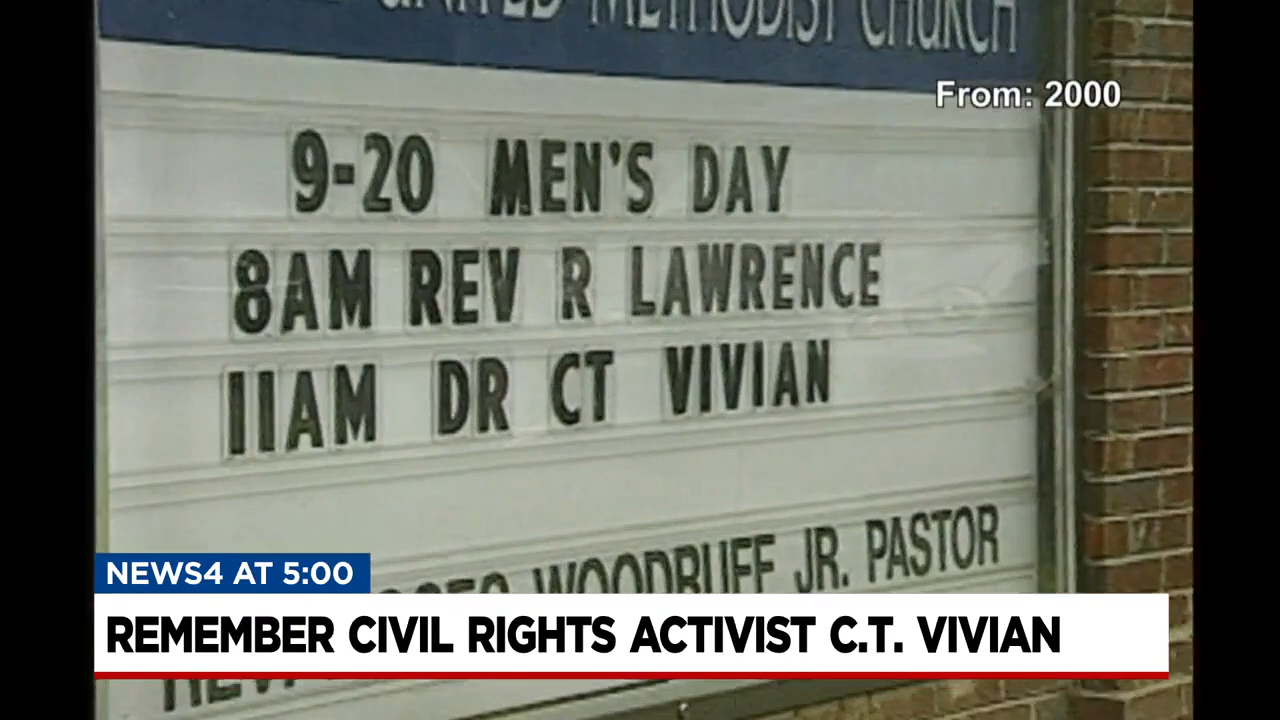 UNITED METHODIST CHURCH
From: 2000
9-20 MEN'S DAY
8AM REV R LAWRENCE
11AM DR CT VIVIAN
WOODRUFF JR. PASTOR
NEWS4 AT 5:00
REMEMBER CIVIL RIGHTS ACTIVIST C.T. VIVIAN